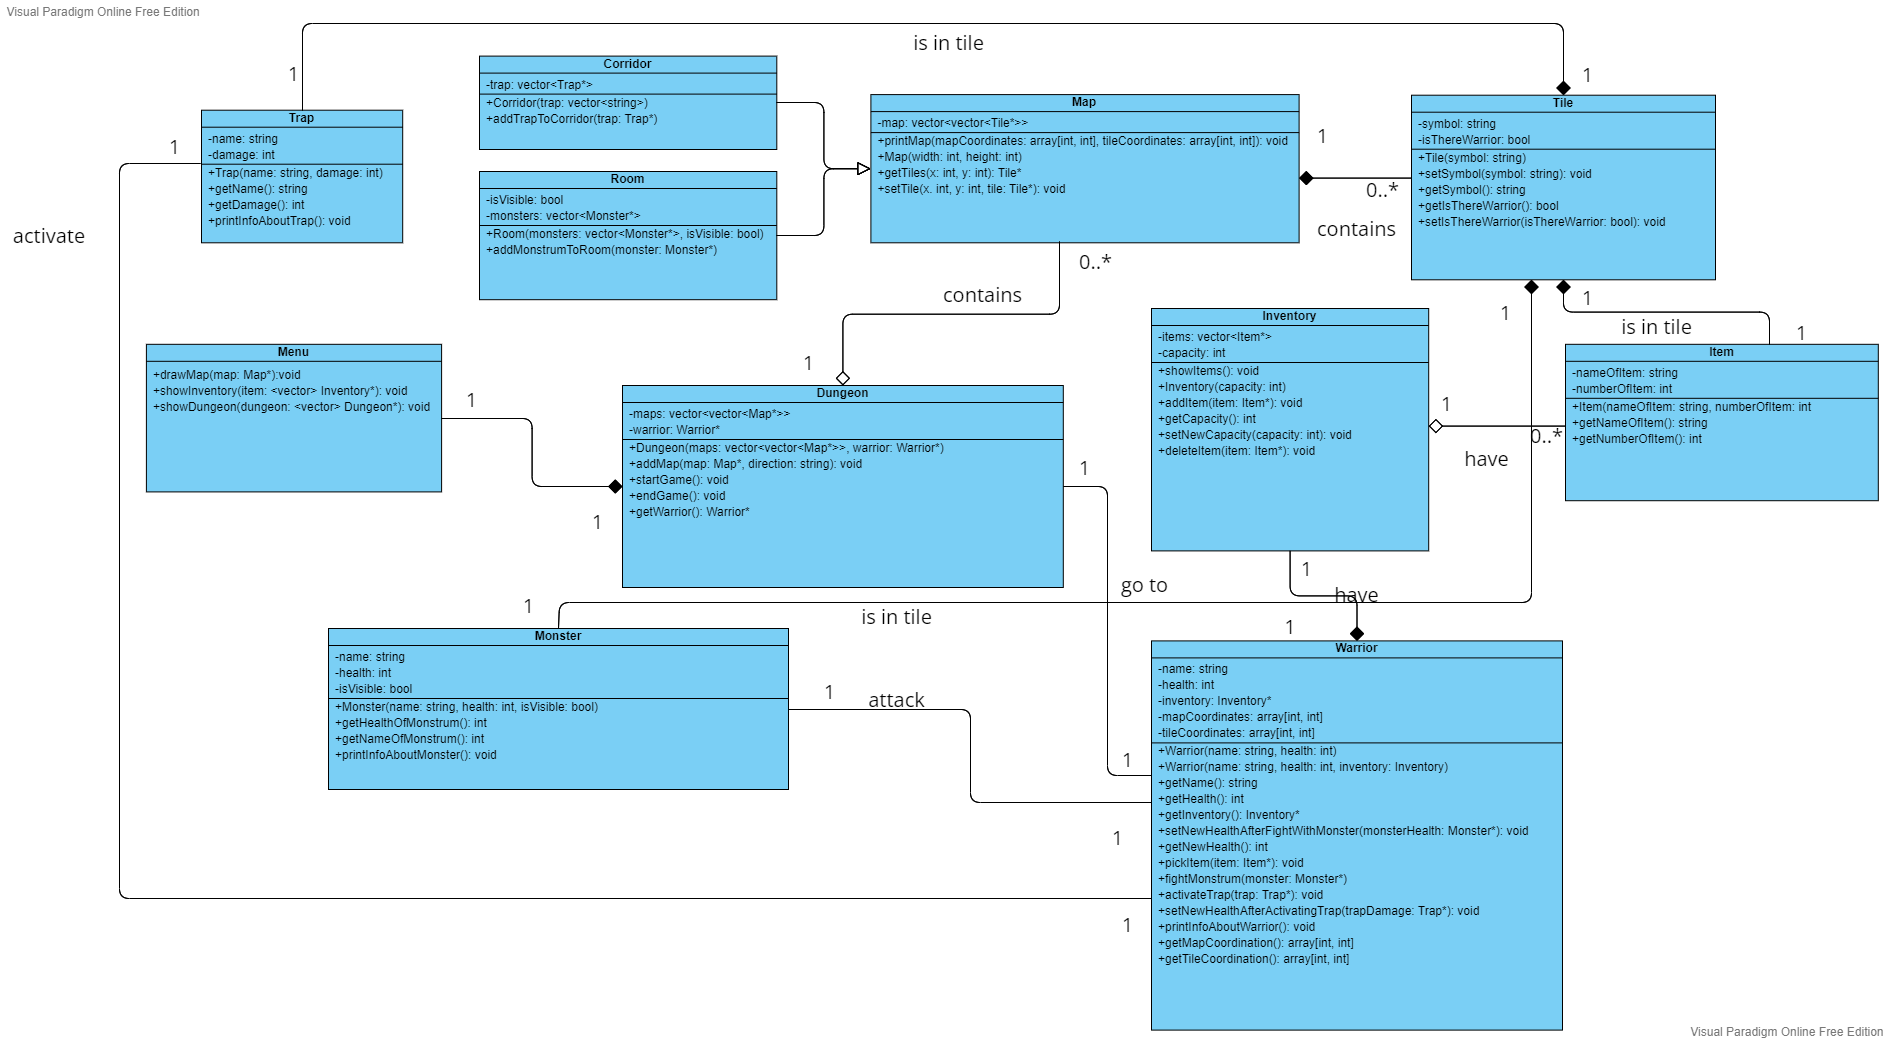 Visual Paradigm Online Free Edition
is in tile
1
1
Corridor
-trap: vector<Trap*>
+Corridor(trap: vector<string>)
+addTrapToCorridor(trap: Trap*)
Map
-map: vector<vector<Tile*>>
+printMap(mapCoordinates: array[int, int], tileCoordinates: array[int, int]): void
+Map(width: int, height: int)
+getTiles(x: int, y: int): Tile*
+setTile(x. int, y: int, tile: Tile*): void
Tile
-symbol: string
-isThereWarrior: bool
+Tile(symbol: string)
+setSymbol(symbol: string): void
+getSymbol(): string
+getIsThereWarrior(): bool
+setIsThereWarrior(isThereWarrior: bool): void
Trap
-name: string
-damage: int
+Trap(name: string, damage: int)
+getName(): string
+getDamage(): int
+printInfoAboutTrap(): void
1
activate
Room
-isVisible: bool
-monsters: vector<Monster*>
+Room(monsters: vector<Monster*>, isVisible: bool)
+addMonstrumToRoom(monster: Monster*)
1
0..*
contains
0..*
contains
1
1
1
is in tile
1
Inventory
-items: vector<Item*>
-capacity: int
+showItems(): void
+Inventory(capacity: int)
+addItem(item: Item*): void
+getCapacity(): int
+setNewCapacity(capacity: int): void
+deleteItem(item: Item*): void
Item
-nameOfItem: string
-numberOfItem: int
+Item(nameOfItem: string, numberOfItem: int
+getNameOfItem(): string
+getNumberOfItem(): int
1
0..*
have
Menu
+drawMap(map: Map*):void
+showInventory(item: <vector> Inventory*): void
+showDungeon(dungeon: <vector> Dungeon*): void
1
1
Dungeon
-maps: vector<vector<Map*>>
-warrior: Warrior*
+Dungeon(maps: vector<vector<Map*>>, warrior: Warrior*)
+addMap(map: Map*, direction: string): void
+startGame(): void
+endGame(): void
+getWarrior(): Warrior*
1
go to
1
have
1
1
is in tile
Monster
-name: string
-health: int
-isVisible: bool
+Monster(name: string, health: int, isVisible: bool)
+getHealthOfMonstrum(): int
+getNameOfMonstrum(): int
+printInfoAboutMonster(): void
1
attack
1
1
1
Warrior
-name: string
-health: int
-inventory: Inventory*
-mapCoordinates: array[int, int]
-tileCoordinates: array[int, int]
+Warrior(name: string, health: int)
+Warrior(name: string, health: int, inventory: Inventory)
+getName(): string
+getHealth(): int
+getInventory(): Inventory*
+setNewHealthAfterFightWithMonster(monsterHealth: Monster*): void
+getNewHealth(): int
+pickItem(item: Item*): void
+fightMonstrum(monster: Monster*)
+activateTrap(trap: Trap*): void
+setNewHealthAfterActivatingTrap(trapDamage: Trap*): void
+printInfoAboutWarrior(): void
+getMapCoordination(): array[int, int]
+getTileCoordination(): array[int, int]
Visual Paradigm Online Free Edition